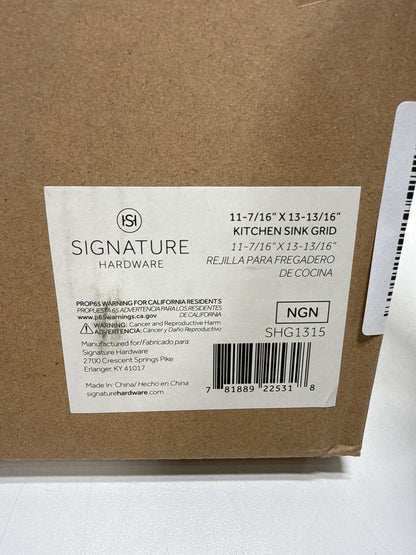 SIGNATURE
HARDWARE
11-7/16" X 13-13/16"
KITCHEN SINK GRID
11-7/16" X 13-13/16"
REJILLA PARA FREGADERO
DE COCINA
PROP65 WARNING FOR CALIFORNIA RESIDENTS
PROPUESTA 65 ADVERTENCIA PARA LOS RESIDENTES
www.p65warnings.ca.gov DE CALIFORNIA
WARNING: Cancer and Reproductive Harm
ADVERTENCIA: Cáncer y Daño Reproductivo
Manufactured for/Fabricado para:
Signature Hardware
2700 Crescent Springs Pike
Erlanger, KY 41017
Made In: China/ Hecho en China
signaturehardware.com
NGN
SHG1315
7 81889 22531 8